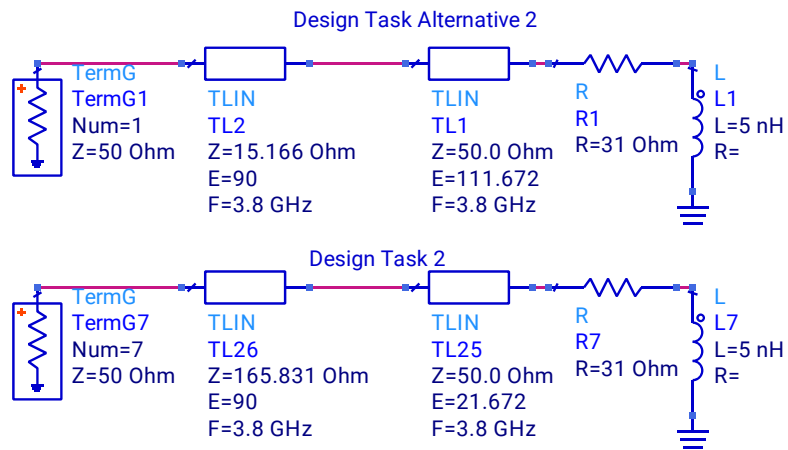 Design Task Alternative 2
TermG
TermG1
Num=1
Z=50 Ohm
TLIN
TL2
Z=15.166 Ohm
E=90
F=3.8 GHz
TLIN
TL1
Z=50.0 Ohm
E=111.672
F=3.8 GHz
R
R1
R=31 Ohm
L
L1
L=5 nH
R=
Design Task 2
TermG
TermG7
Num=7
Z=50 Ohm
TLIN
TL26
Z=165.831 Ohm
E=90
F=3.8 GHz
TLIN
TL25
Z=50.0 Ohm
E=21.672
F=3.8 GHz
R
R7
R=31 Ohm
L
L7
L=5 nH
R=